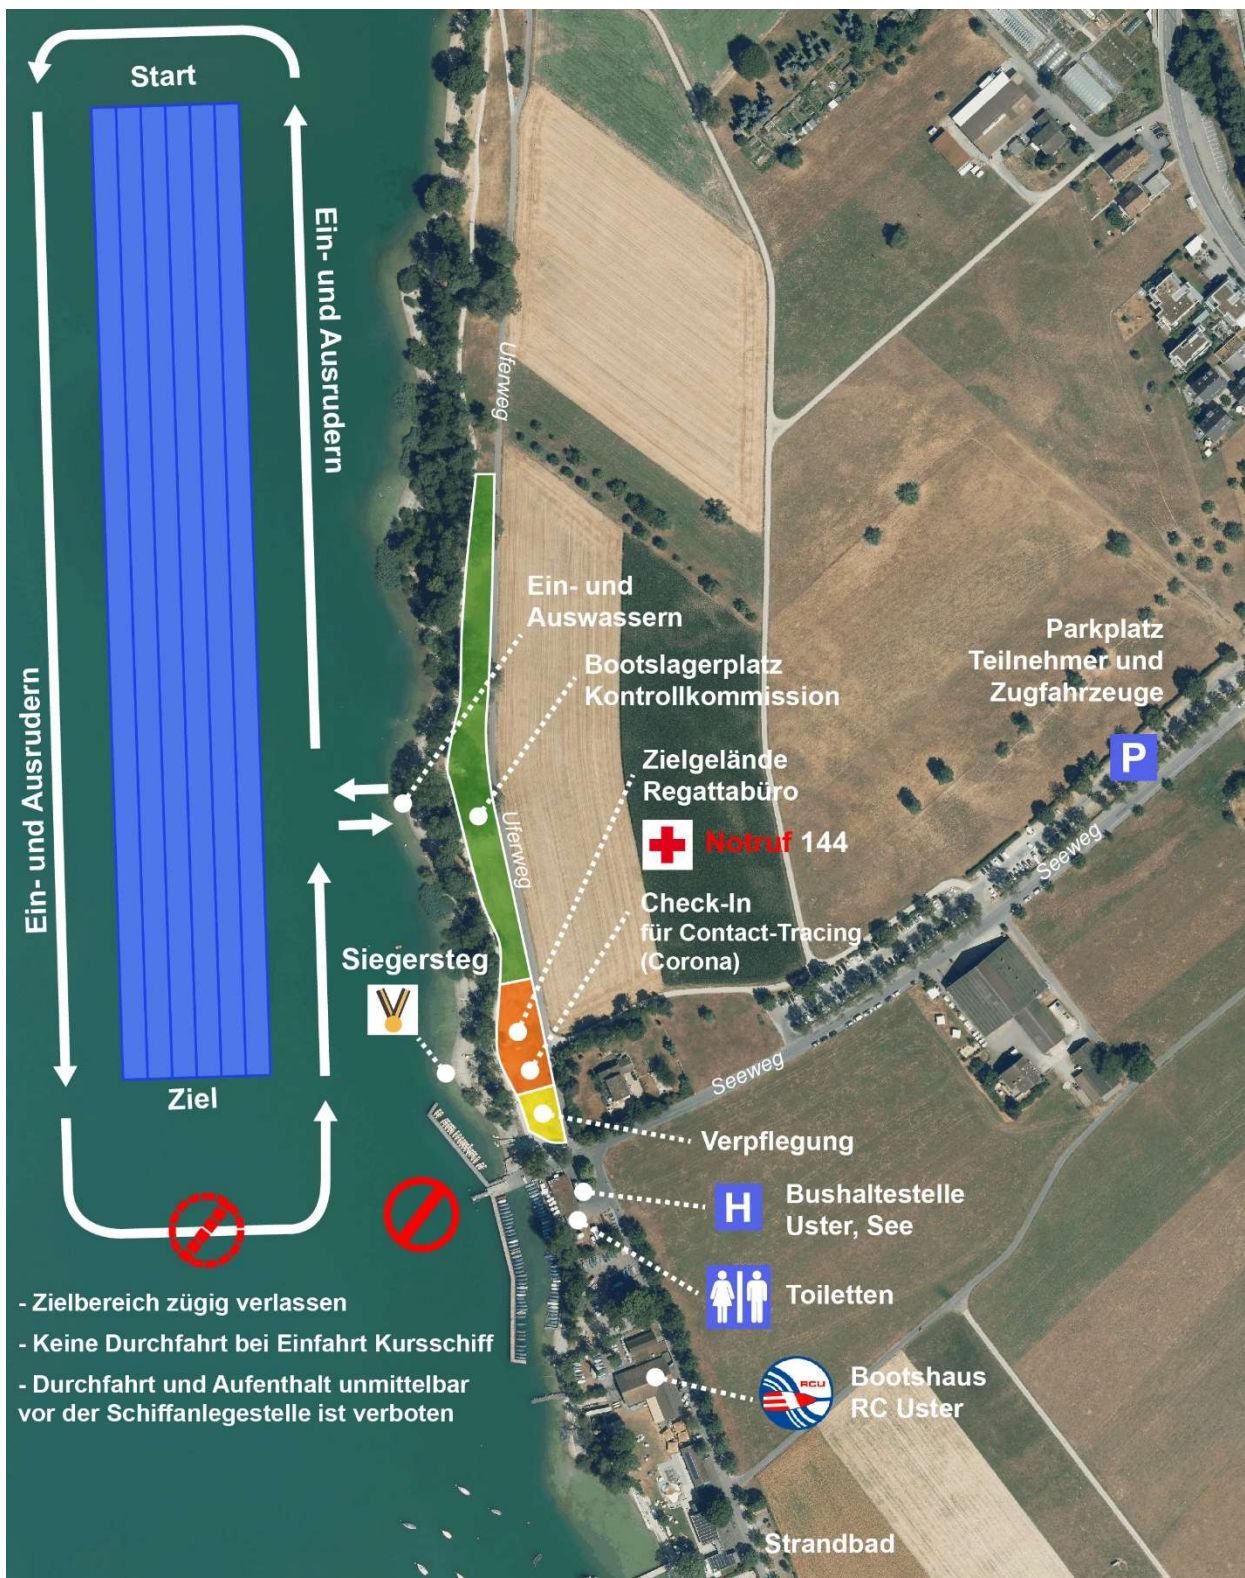 Start
Ein- und Ausrudern
Uferweg
Ein- und
Auswassern
Bootslagerplatz
Kontrollkommission
Parkplatz
Teilnehmer und
Zugfahrzeuge
P
Ein- und Ausrudern
Zielgelände
Regattabüro
Notruf 144
Uferweg
Seeweg
Check-In
für Contact-Tracing
(Corona)
Siegersteg
Seeweg
Ziel
Verpflegung
H
Bushaltestelle
Uster, See
Toiletten
- Zielbereich zügig verlassen
- Keine Durchfahrt bei Einfahrt Kursschiff
- Durchfahrt und Aufenthalt unmittelbar
vor der Schiffanlegestelle ist verboten
RCU
Bootshaus
RC Uster
Strandbad